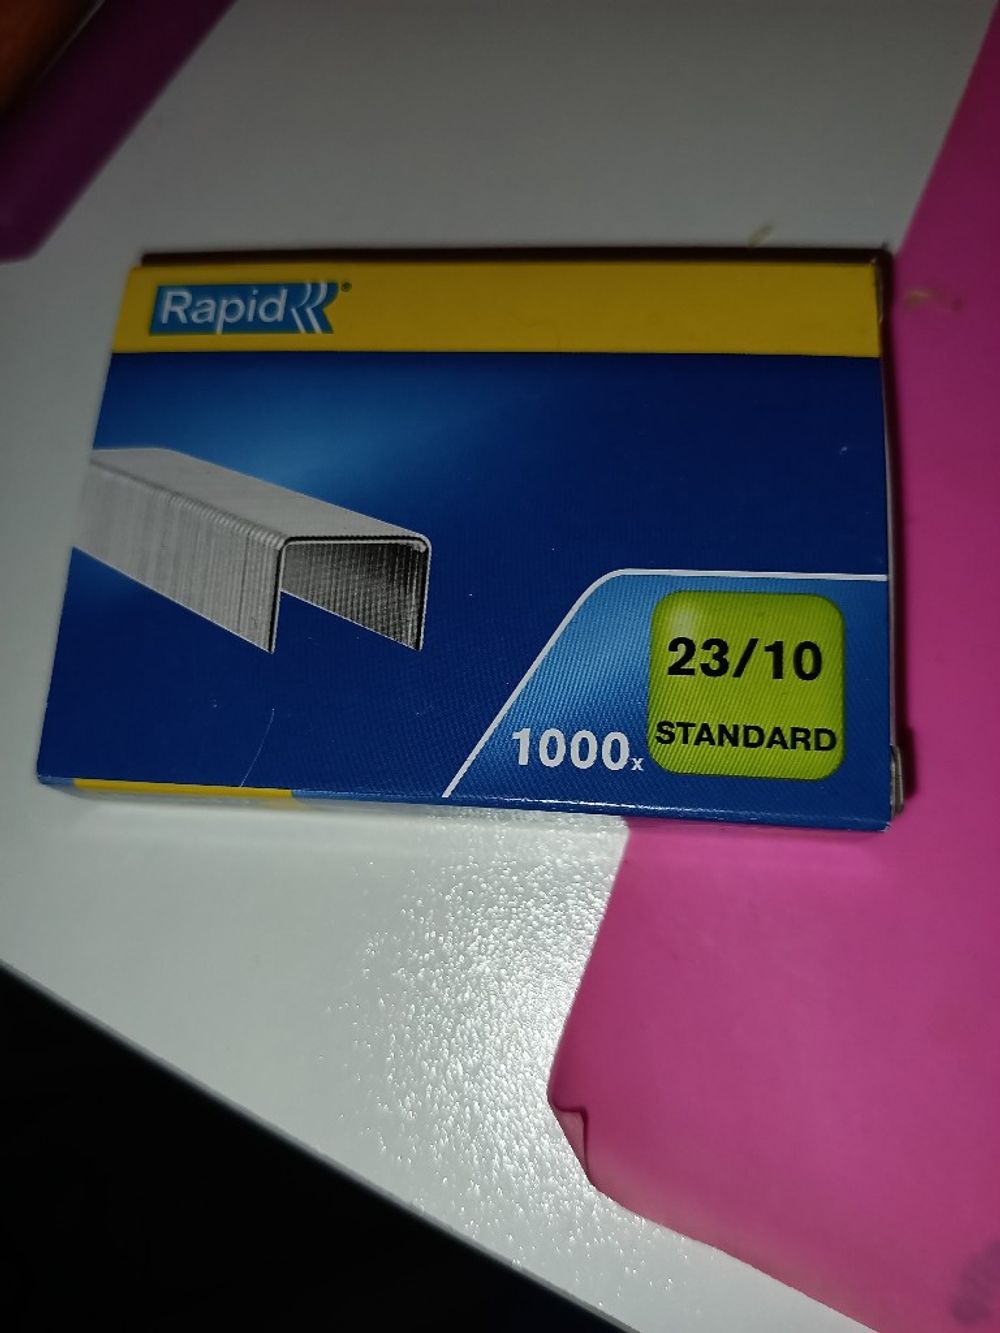 Rapid®
23/10
STANDARD
1000x